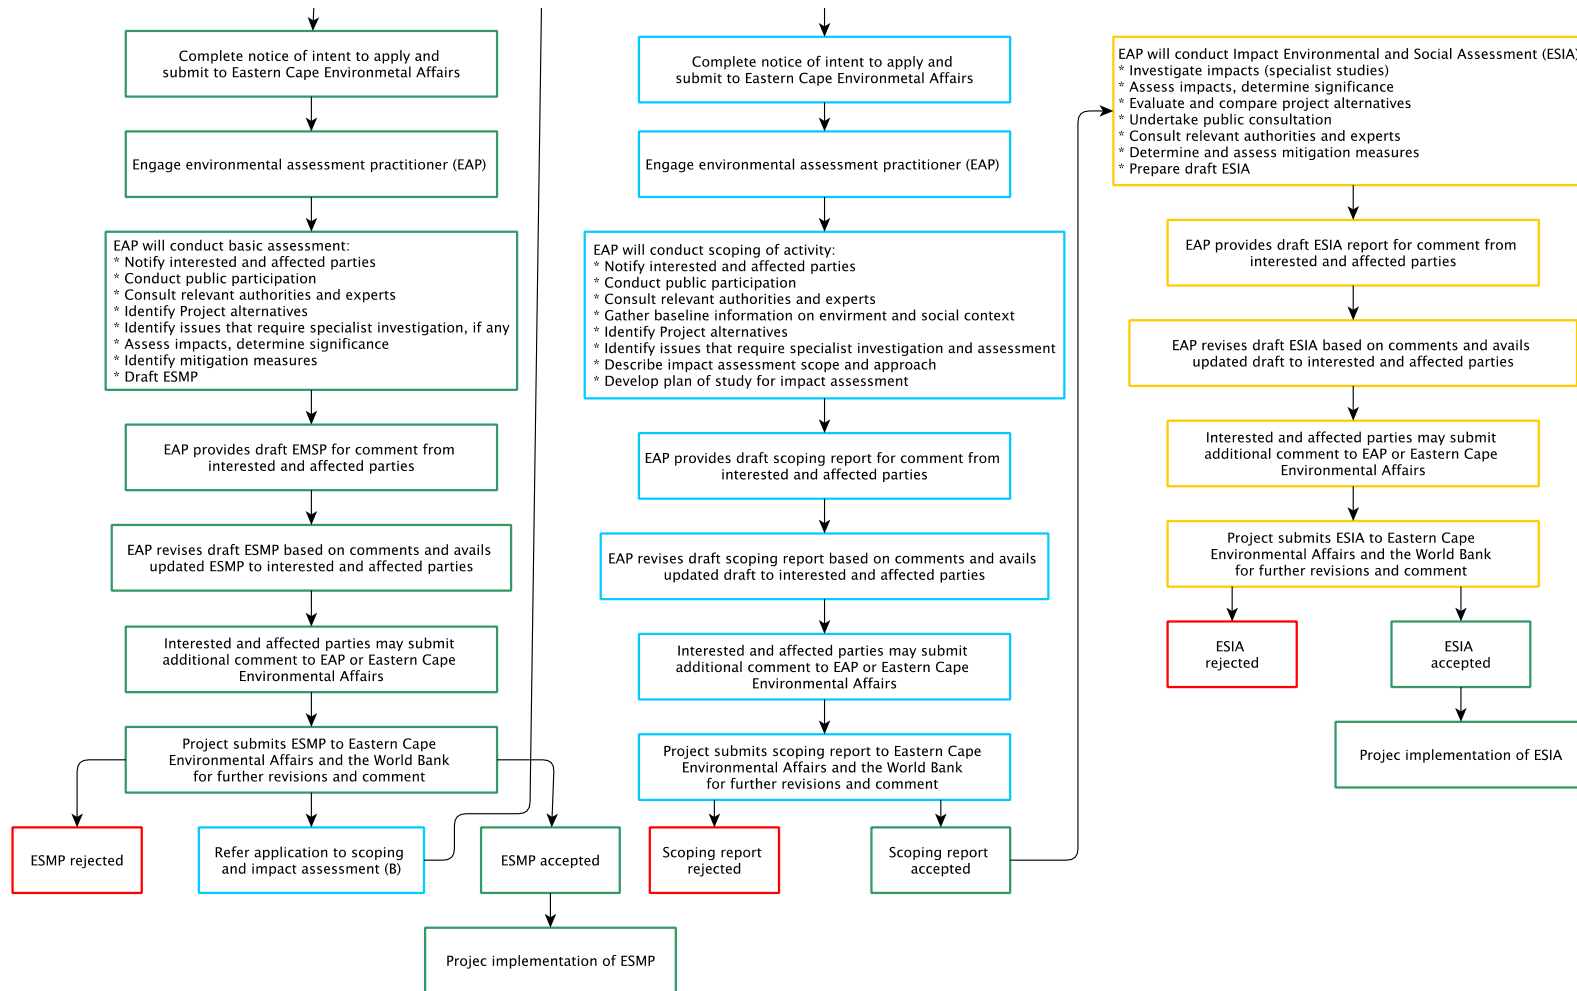 Complete notice of intent to apply and
submit to Eastern Cape Environmetal Affairs
Engage environmental assessment practitioner (EAP)
EAP will conduct basic assessment:
* Notify interested and affected parties
* Conduct public participation
* Consult relevant authorities and experts
* Identify Project alternatives
* Identify issues that require specialist investigation, if any
* Assess impacts, determine significance
* Identify mitigation measures
* Draft ESMP
EAP provides draft EMSP for comment from
interested and affected parties
EAP revises draft ESMP based on comments and avails
updated ESMP to interested and affected parties
Interested and affected parties may submit
additional comment to EAP or Eastern Cape
Environmental Affairs
Project submits ESMP to Eastern Cape
Environmental Affairs and the World Bank
for further revisions and comment
ESMP rejected
Refer application to scoping
and impact assessment (B)
ESMP accepted
Projec implementation of ESMP
Complete notice of intent to apply and
submit to Eastern Cape Environmetal Affairs
Engage environmental assessment practitioner (EAP)
EAP will conduct scoping of activity:
* Notify interested and affected parties
* Conduct public participation
* Consult relevant authorities and experts
* Gather baseline information on envirment and social context
* Identify Project alternatives
* Identify issues that require specialist investigation and assessment
* Describe impact assessment scope and approach
* Develop plan of study for impact assessment
EAP provides draft scoping report for comment from
interested and affected parties
EAP revises draft scoping report based on comments and avails
updated draft to interested and affected parties
Interested and affected parties may submit
additional comment to EAP or Eastern Cape
Environmental Affairs
Project submits scoping report to Eastern Cape
Environmental Affairs and the World Bank
for further revisions and comment
Scoping report
rejected
Scoping report
accepted
EAP will conduct Impact Environmental and Social Assessment (ESIA)
* Investigate impacts (specialist studies)
* Assess impacts, determine significance
* Evaluate and compare project alternatives
* Undertake public consultation
* Consult relevant authorities and experts
* Determine and assess mitigation measures
* Prepare draft ESIA
EAP provides draft ESIA report for comment from
interested and affected parties
EAP revises draft ESIA based on comments and avails
updated draft to interested and affected parties
Interested and affected parties may submit
additional comment to EAP or Eastern Cape
Environmental Affairs
Project submits ESIA to Eastern Cape
Environmental Affairs and the World Bank
for further revisions and comment
ESIA
rejected
ESIA
accepted
Projec implementation of ESIA